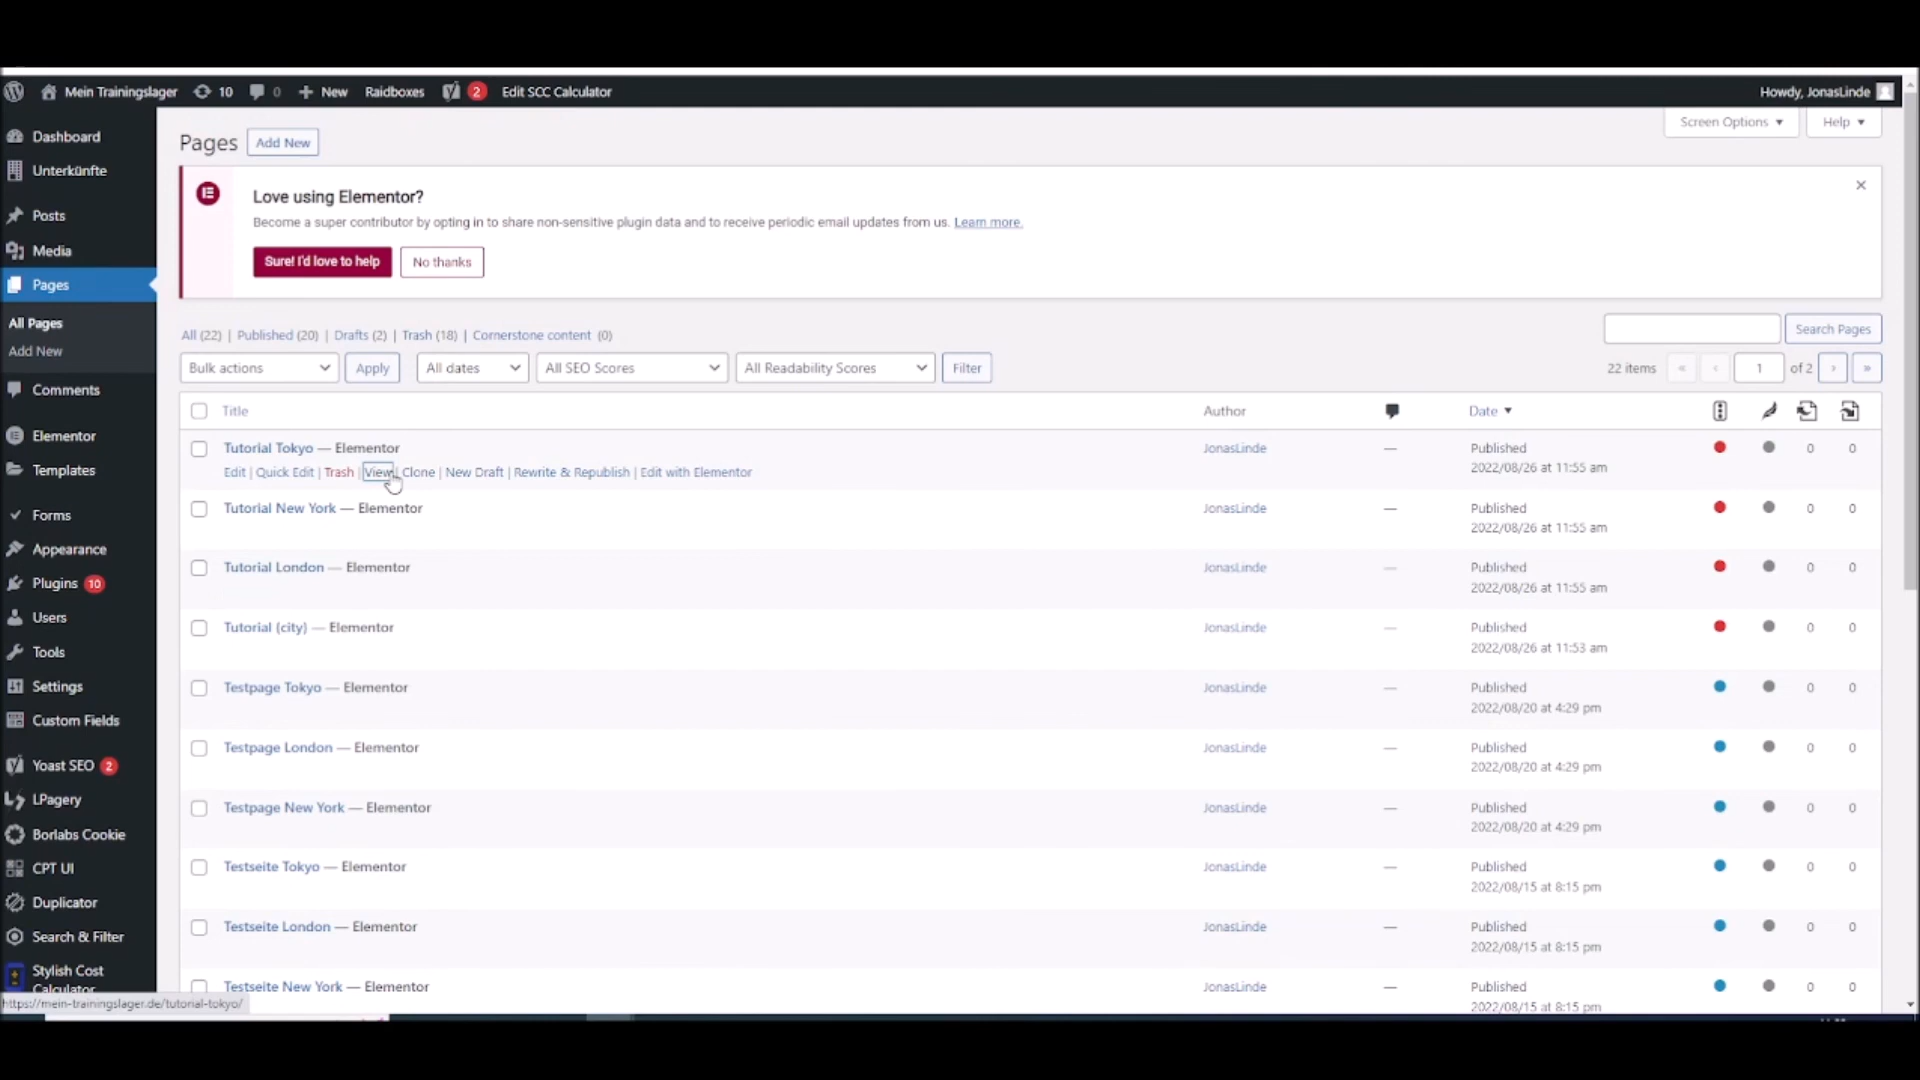 Mein Trainingslager 10 0 New Raidboxes 2 Edit SCC Calculator Howdy, JonasLinde
Dashboard
Unterkünfte
Posts
Media
Pages
All Pages
Add New
Comments
Elementor
Templates
Forms
Appearance
Plugins 10
Users
Tools
Settings
Custom Fields
Yoast SEO 2
LPagery
Borlabs Cookie
CPT UI
Duplicator
Search & Filter
Stylish Cost
Calculator
https://mein-trainingslager.de/tutorial-tokyo/
Screen Options ▼ Help ▼
Pages Add New
Love using Elementor?
Become a super contributor by opting in to share non-sensitive plugin data and to receive periodic email updates from us. Learn more.
Sure! I'd love to help No thanks
All (22) | Published (20) | Drafts (2) | Trash (18) | Cornerstone content (0)
Search Pages
Bulk actions Apply All dates All SEO Scores All Readability Scores Filter 22 items « ‹ 1 of 2 › »
Title Author Date ▼
Tutorial Tokyo — Elementor JonasLinde — Published 0 0
2022/08/26 at 11:55 am
Edit | Quick Edit | Trash | View | Clone | New Draft | Rewrite & Republish | Edit with Elementor
Tutorial New York — Elementor JonasLinde — Published 0 0
2022/08/26 at 11:55 am
Tutorial London — Elementor JonasLinde — Published 0 0
2022/08/26 at 11:55 am
Tutorial (city) — Elementor JonasLinde — Published 0 0
2022/08/26 at 11:53 am
Testpage Tokyo — Elementor JonasLinde — Published 0 0
2022/08/20 at 4:29 pm
Testpage London — Elementor JonasLinde — Published 0 0
2022/08/20 at 4:29 pm
Testpage New York — Elementor JonasLinde — Published 0 0
2022/08/20 at 4:29 pm
Testseite Tokyo — Elementor JonasLinde — Published 0 0
2022/08/15 at 8:15 pm
Testseite London — Elementor JonasLinde — Published 0 0
2022/08/15 at 8:15 pm
Testseite New York — Elementor JonasLinde — Published 0 0
2022/08/15 at 8:15 pm